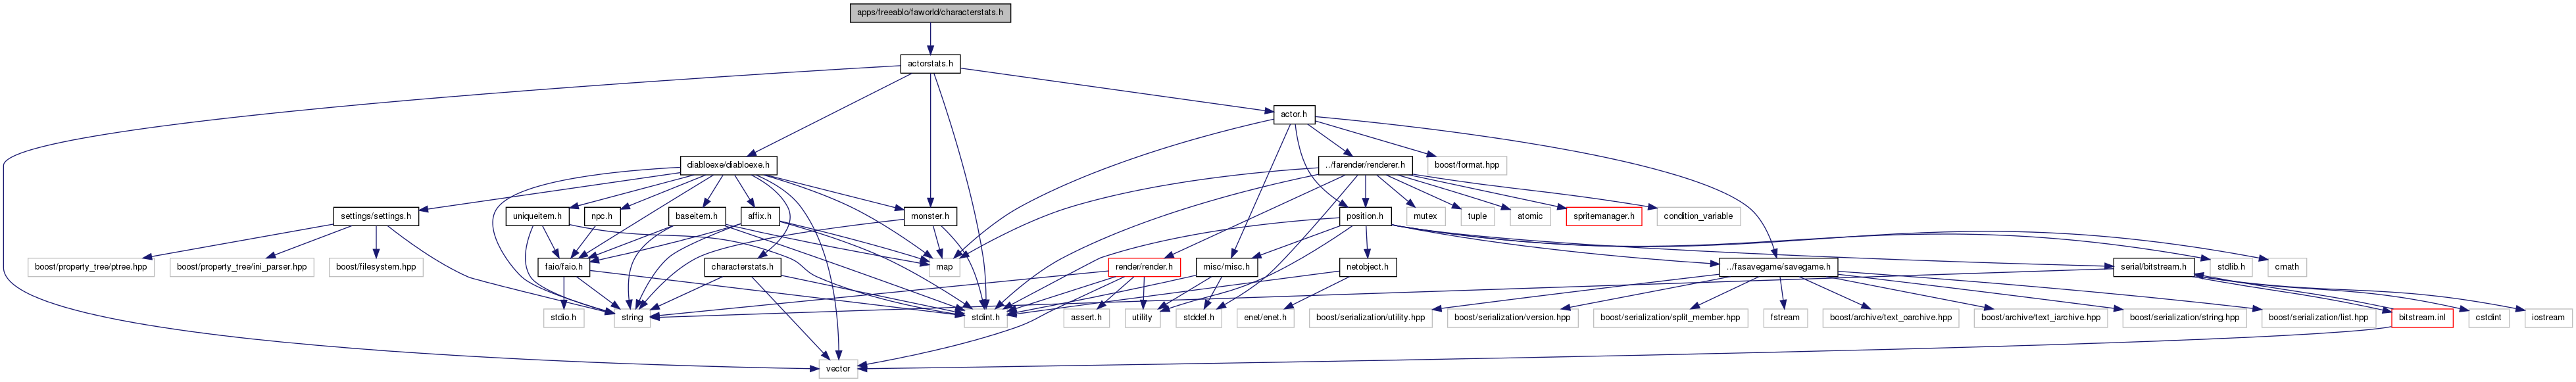 apps/freeablo/faworld/characterstats.h
actorstats.h
actor.h
diabloexe/diabloexe.h
../farender/renderer.h
boost/format.hpp
settings/settings.h
uniqueitem.h
npc.h
baseitem.h
affix.h
monster.h
position.h
mutex
tuple
atomic
spritemanager.h
condition_variable
boost/property_tree/ptree.hpp
boost/property_tree/ini_parser.hpp
boost/filesystem.hpp
faio/faio.h
characterstats.h
map
render/render.h
misc/misc.h
netobject.h
../fasavegame/savegame.h
serial/bitstream.h
stdlib.h
cmath
stdio.h
string
stdint.h
assert.h
utility
stddef.h
enet/enet.h
boost/serialization/utility.hpp
boost/serialization/version.hpp
boost/serialization/split_member.hpp
fstream
boost/archive/text_oarchive.hpp
boost/archive/text_iarchive.hpp
boost/serialization/string.hpp
boost/serialization/list.hpp
bitstream.inl
cstdint
iostream
vector